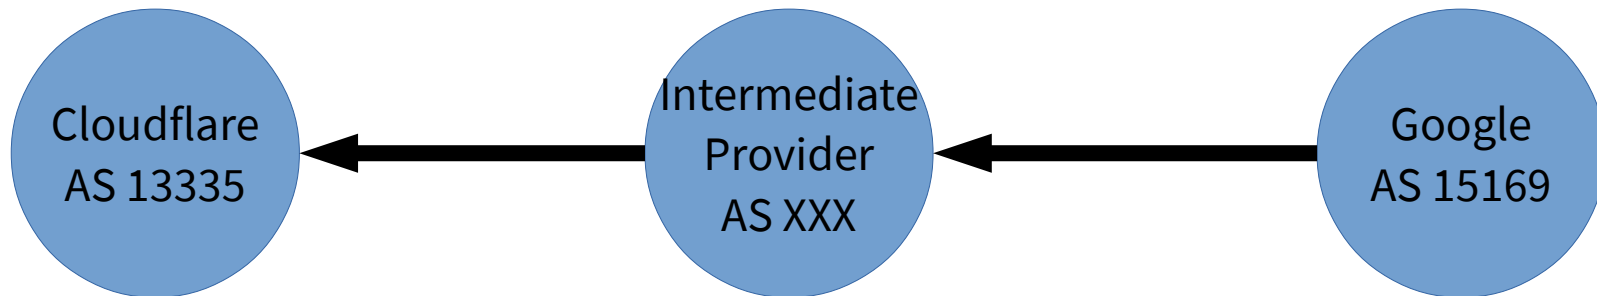 Cloudflare
AS 13335
Intermediate
Provider
AS XXX
Google
AS 15169